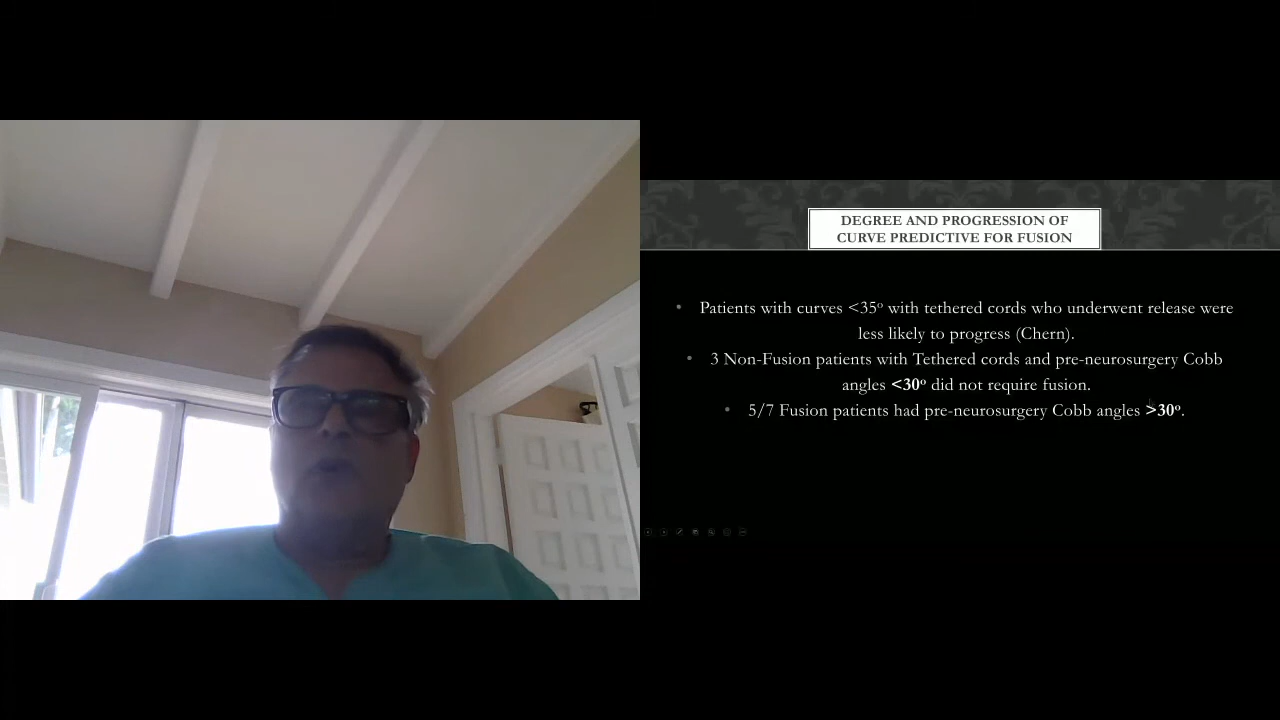 DEGREE AND PROGRESSION OF
CURVE PREDICTIVE FOR FUSION
• Patients with curves <35° with tethered cords who underwent release were
less likely to progress (Chern).
• 3 Non-Fusion patients with Tethered cords and pre-neurosurgery Cobb
angles <30° did not require fusion.
• 5/7 Fusion patients had pre-neurosurgery Cobb angles >30°.